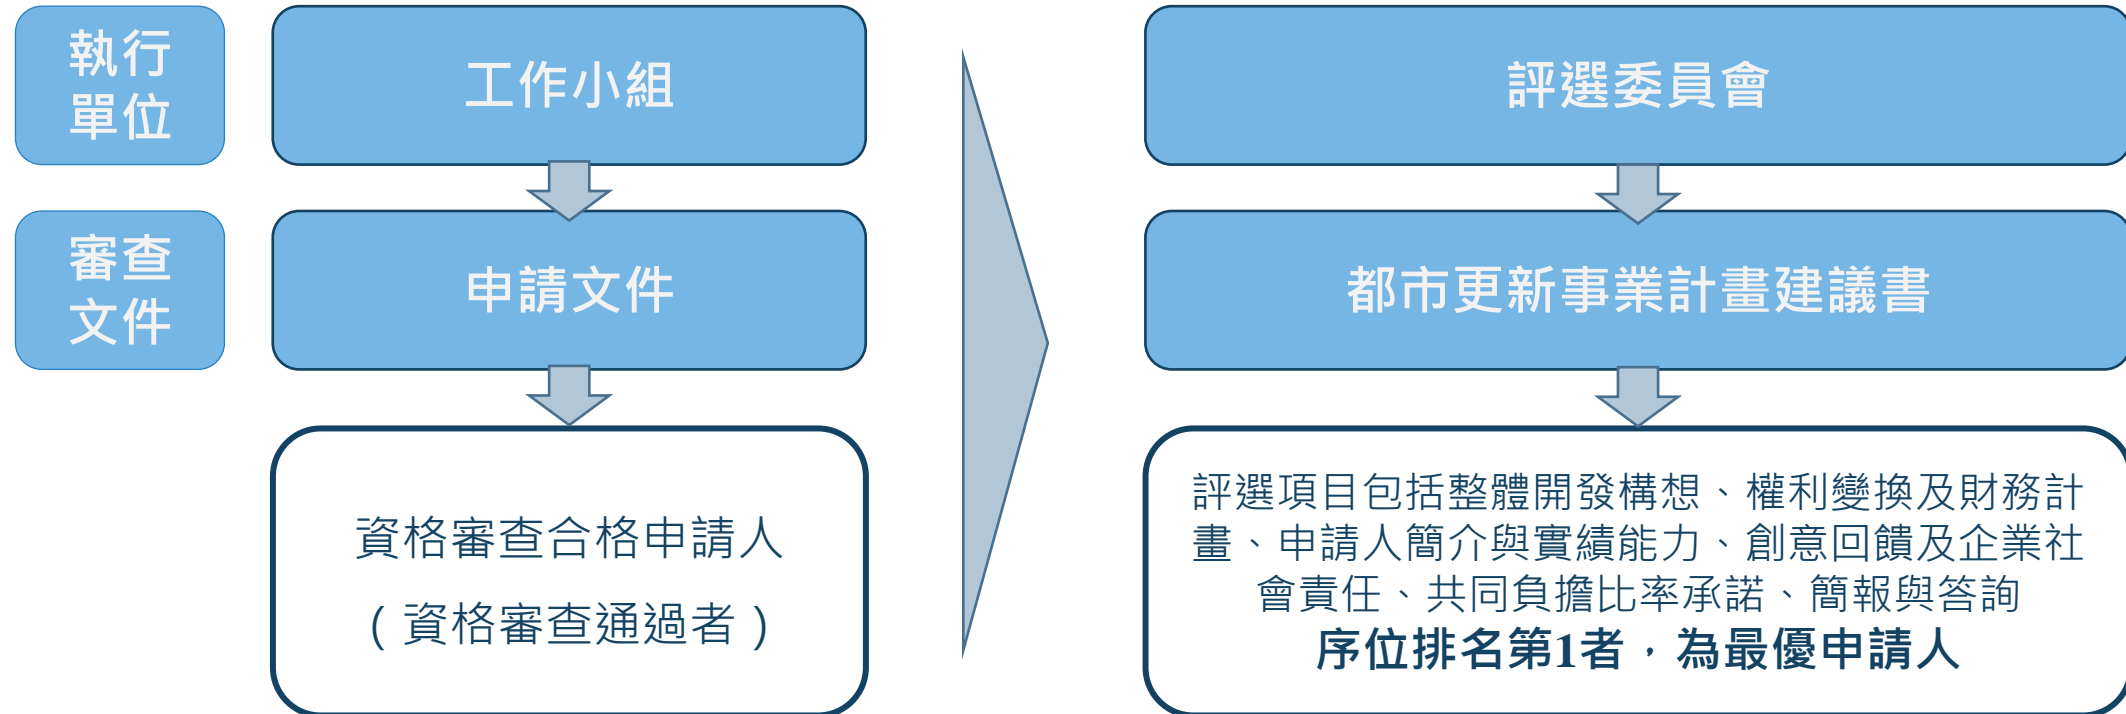 執行
單位
工作小組
評選委員會
審查
文件
申請文件
都市更新事業計畫建議書
資格審查合格申請人
（資格審查通過者）
評選項目包括整體開發構想、權利變換及財務計
畫、申請人簡介與實績能力、創意回饋及企業社
會責任、共同負擔比率承諾、簡報與答詢
序位排名第1者，為最優申請人